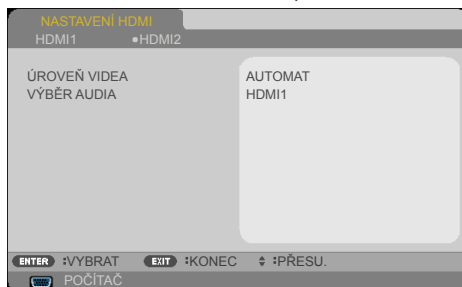 NASTAVENÍ HDMI
HDMI1 ●HDMI2
ÚROVEŇ VIDEA AUTOMAT
VÝBĚR AUDIA HDMI1
ENTER :VYBRAT EXIT :KONEC :PŘESU.
POČÍTAČ